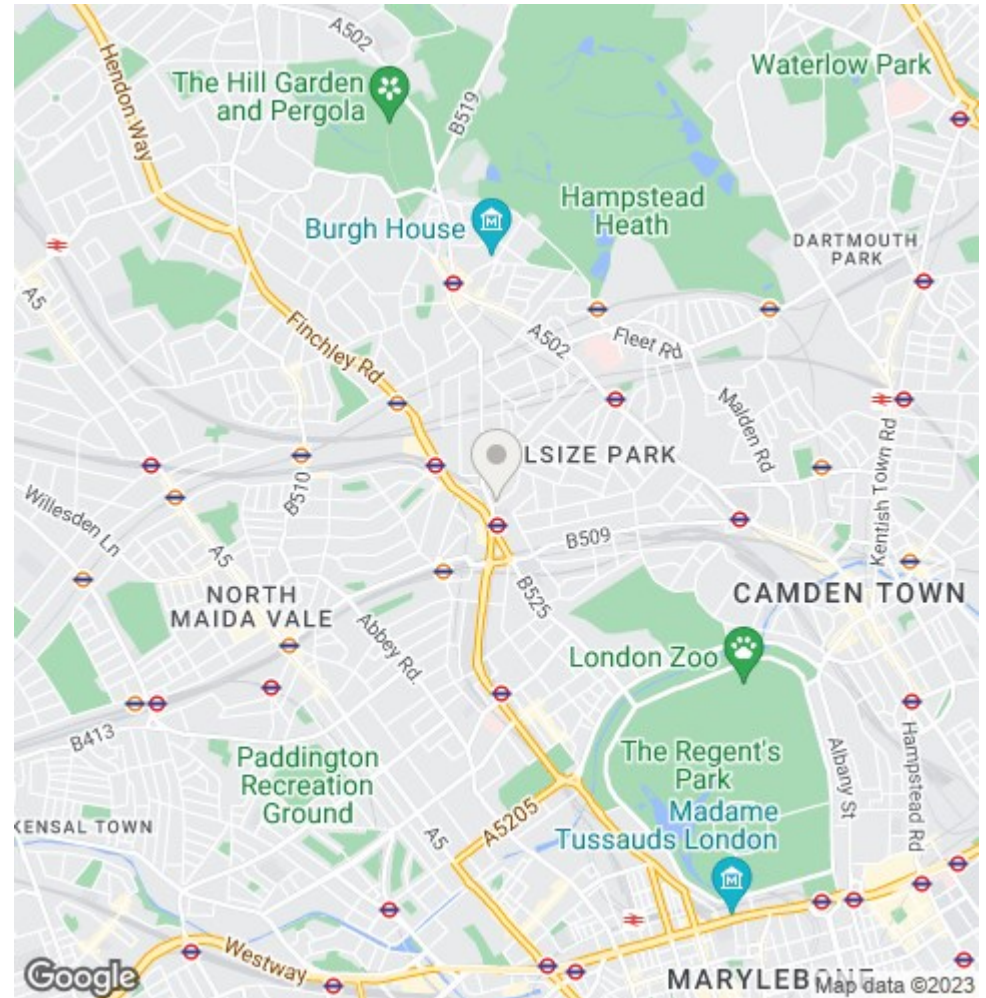 A502
The Hill Garden
and Pergola
B519
Waterlow Park
Hendon Way
Burgh House
Hampstead
Heath
DARTMOUTH
PARK
A5
Finchley Rd
A502
Fleet Rd
Malden Rd
Kentish Town Rd
LSIZE PARK
B510
Willesden Ln
A5
B509
B525
NORTH
MAIDA VALE
CAMDEN TOWN
Abbey Rd.
London Zoo
B413
Paddington
Recreation
Ground
The Regent's
Park
Albany St
Hampstead Rd
Madame
Tussauds London
KENSAL TOWN
A5
A5205
Westway
MARYLEBONE
Google
Map data ©2023